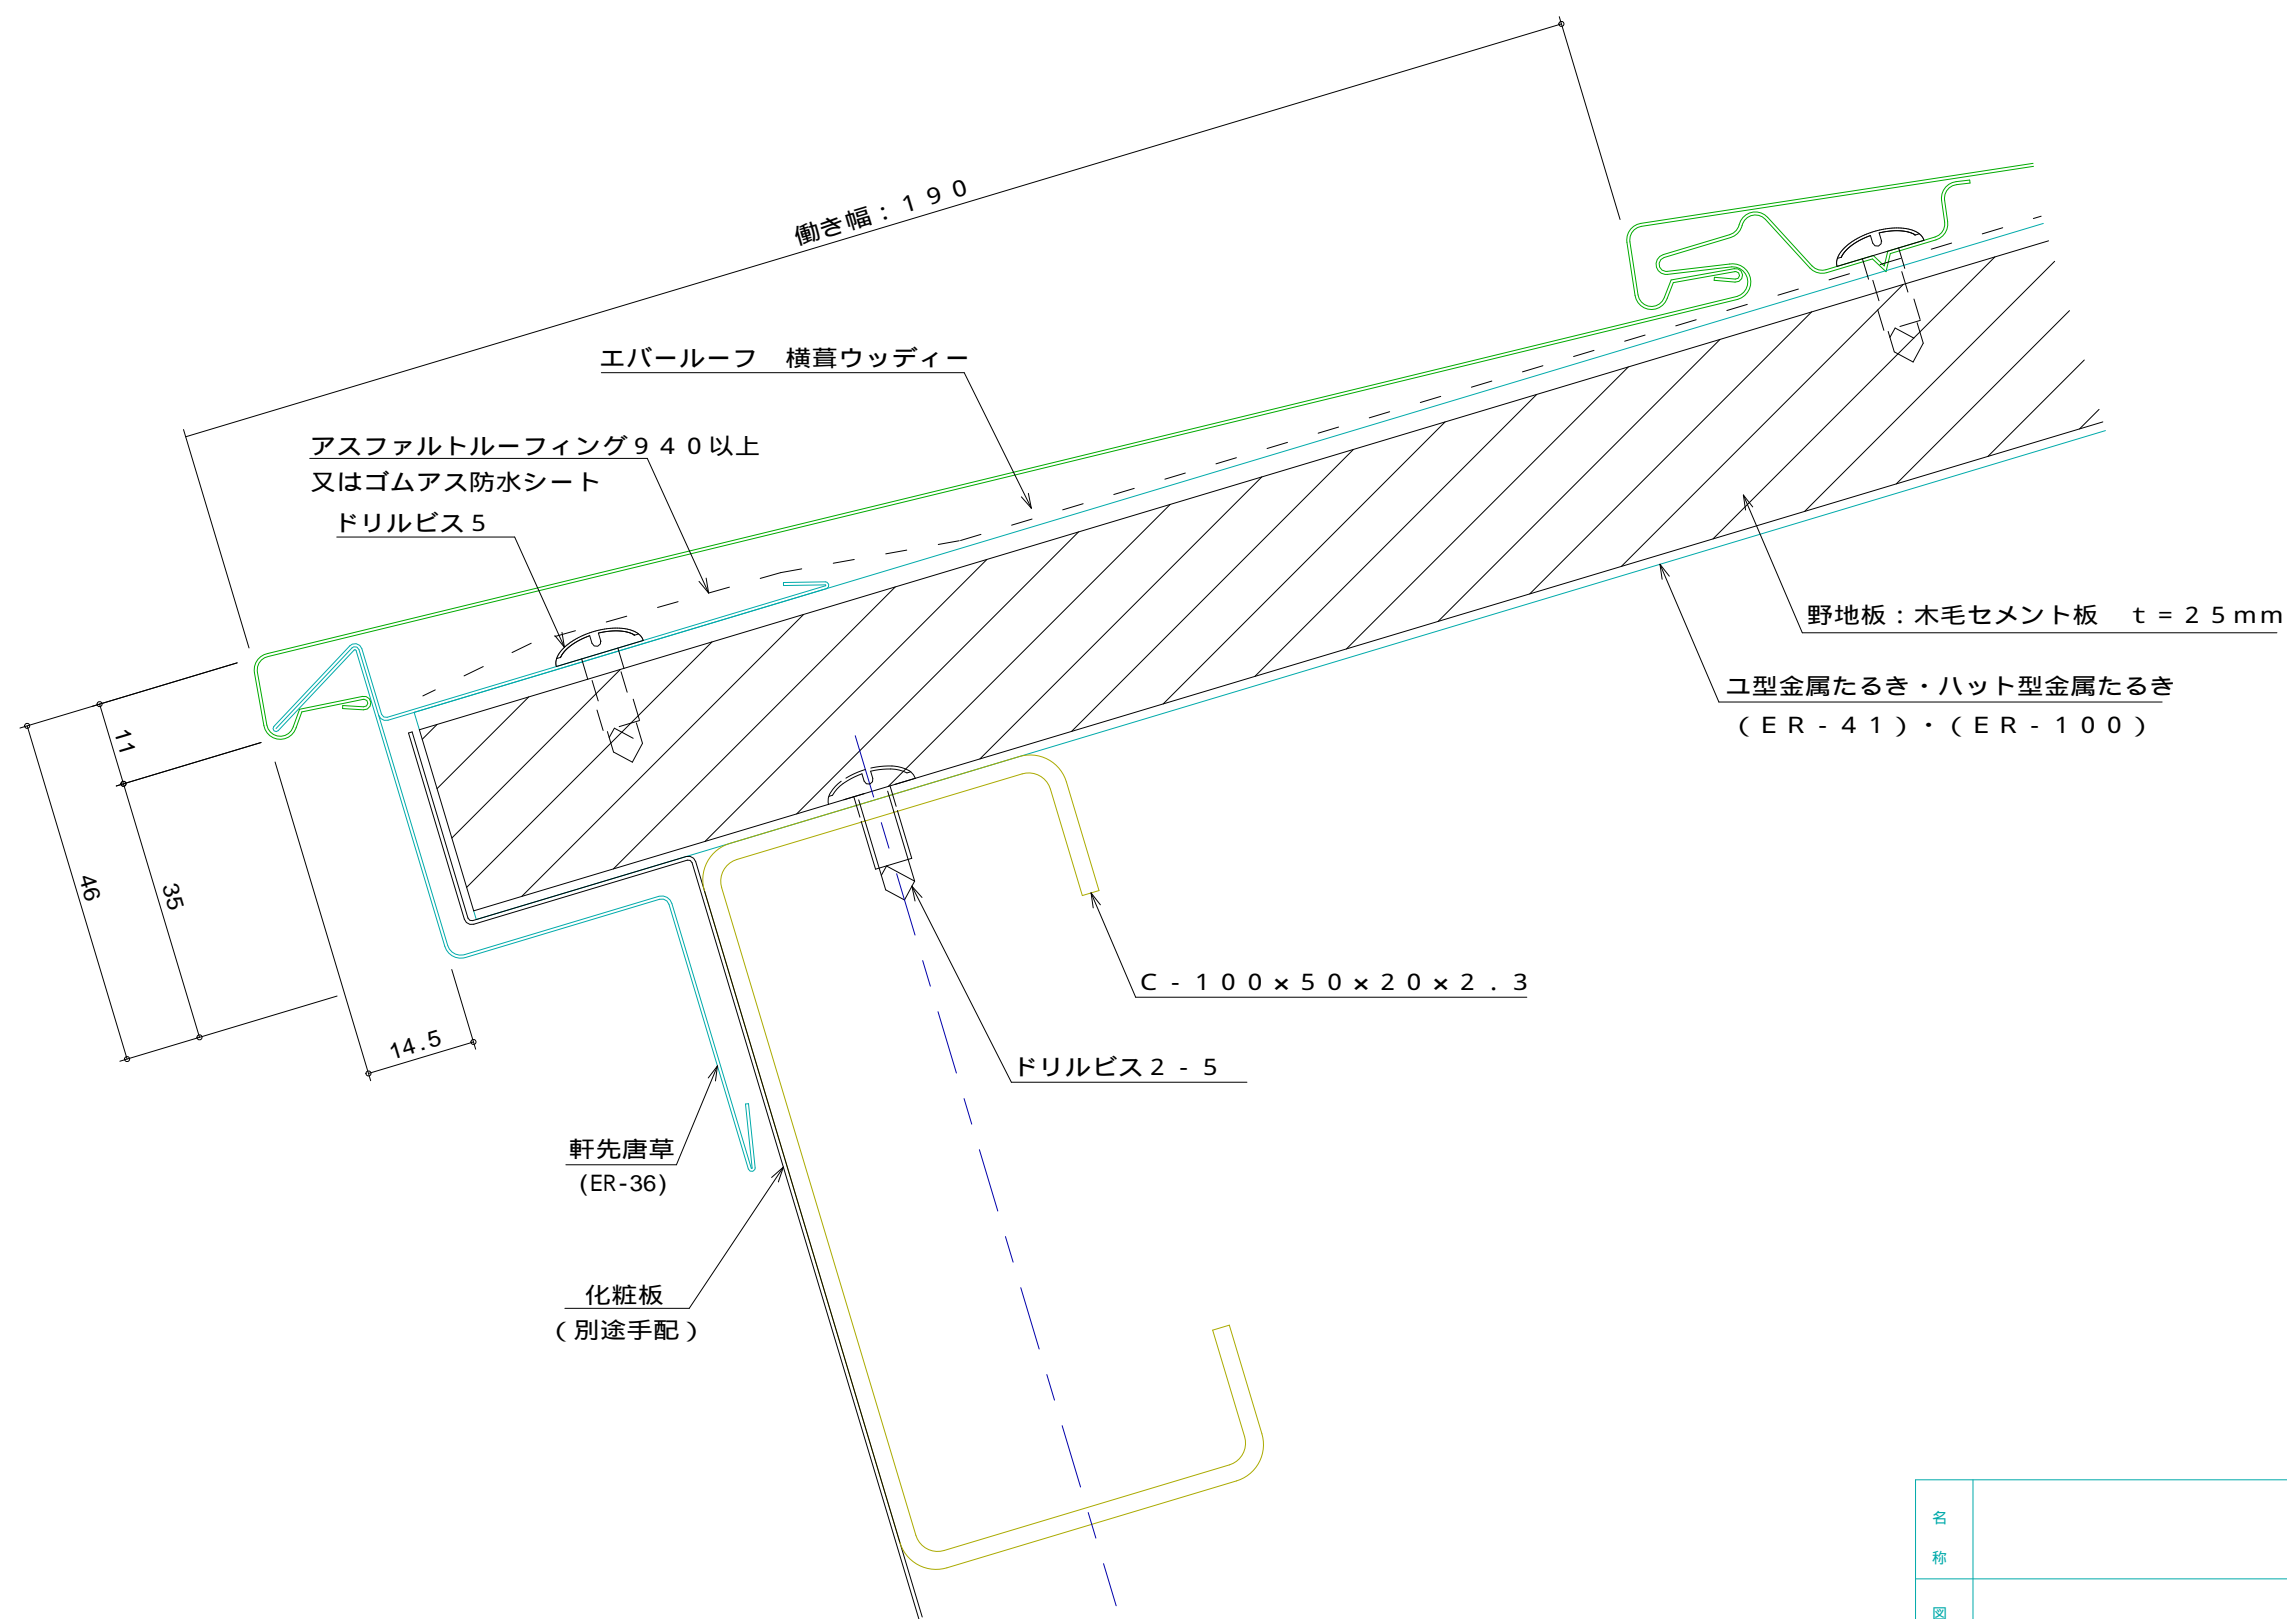 働き幅：１９０
エバールーフ　横葺ウッディー
アスファルトルーフィング９４０以上
又はゴムアス防水シート
ドリルビス５
野地板：木毛セメント板　ｔ＝２５mm
ユ型金属たるき・ハット型金属たるき
（ＥＲ-４１）・（ＥＲ-１００）
11
46
35
14.5
Ｃ-１００×５０×２０×２．３
ドリルビス２-５
軒先唐草
(ER-36)
化粧板
（別途手配）
名
称
図